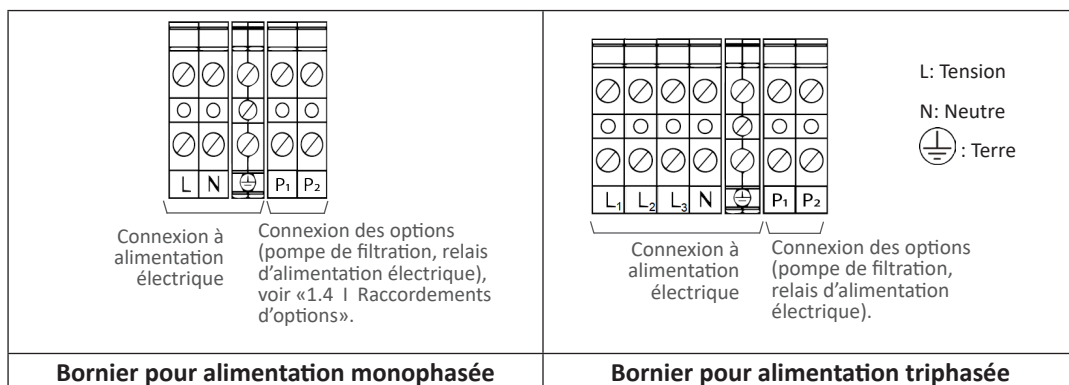 L N P₁ P₂
Connexion à
alimentation
électrique
Connexion des options
(pompe de filtration, relais
d’alimentation électrique),
voir «1.4 I Raccordements
d’options».
Bornier pour alimentation monophasée
L₁ L₂ L₃ N P₁ P₂
Connexion à
alimentation
électrique
Connexion des options
(pompe de filtration,
relais d’alimentation
électrique).
L: Tension
N: Neutre
: Terre
Bornier pour alimentation triphasée